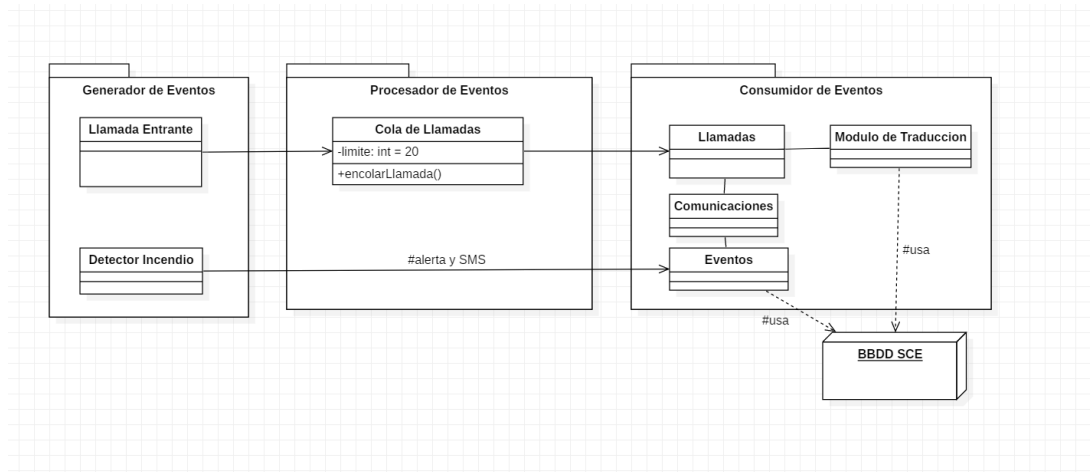 Generador de Eventos
Llamada Entrante
Detector Incendio
Procesador de Eventos
Cola de Llamadas
-limite: int = 20
+encolarLlamada()
#alerta y SMS
Consumidor de Eventos
Llamadas
Modulo de Traduccion
Comunicaciones
Eventos
#usa
#usa
BBDD SCE